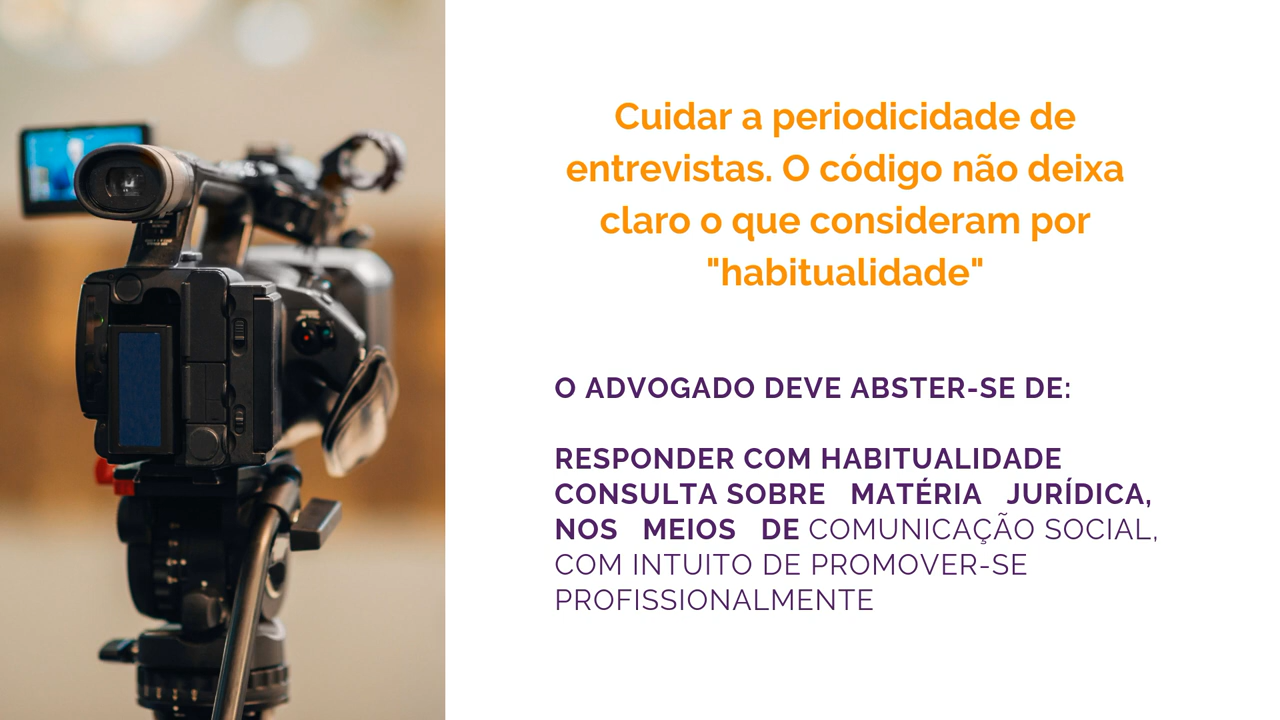 Cuidar a periodicidade de
entrevistas. O código não deixa
claro o que consideram por
"habitualidade"
O ADVOGADO DEVE ABSTER-SE DE:
RESPONDER COM HABITUALIDADE
CONSULTA SOBRE MATÉRIA JURÍDICA,
NOS MEIOS DE COMUNICAÇÃO SOCIAL,
COM INTUITO DE PROMOVER-SE
PROFISSIONALMENTE